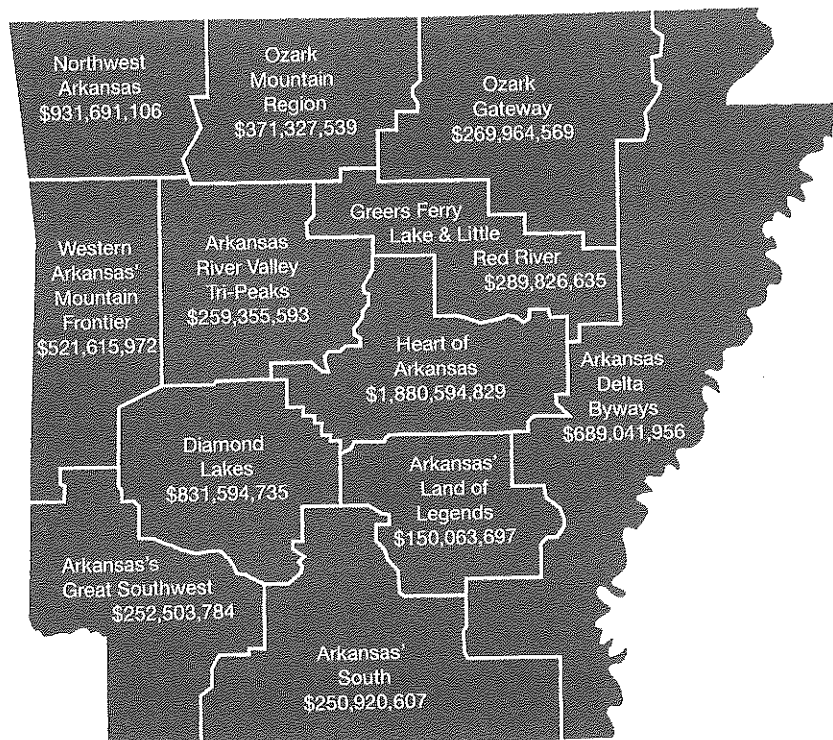 Northwest
Arkansas
$931,691,106
Ozark
Mountain
Region
$371,327,539
Ozark
Gateway
$269,964,569
Greers Ferry
Lake & Little
Red River
$289,826,635
Western
Arkansas'
Mountain
Frontier
$521,615,972
Arkansas
River Valley
Tri-Peaks
$259,355,593
Heart of
Arkansas
$1,880,594,829
Arkansas
Delta
Byways
$689,041,956
Diamond
Lakes
$831,594,735
Arkansas'
Land of
Legends
$150,063,697
Arkansas's
Great Southwest
$252,503,784
Arkansas'
South
$250,920,607